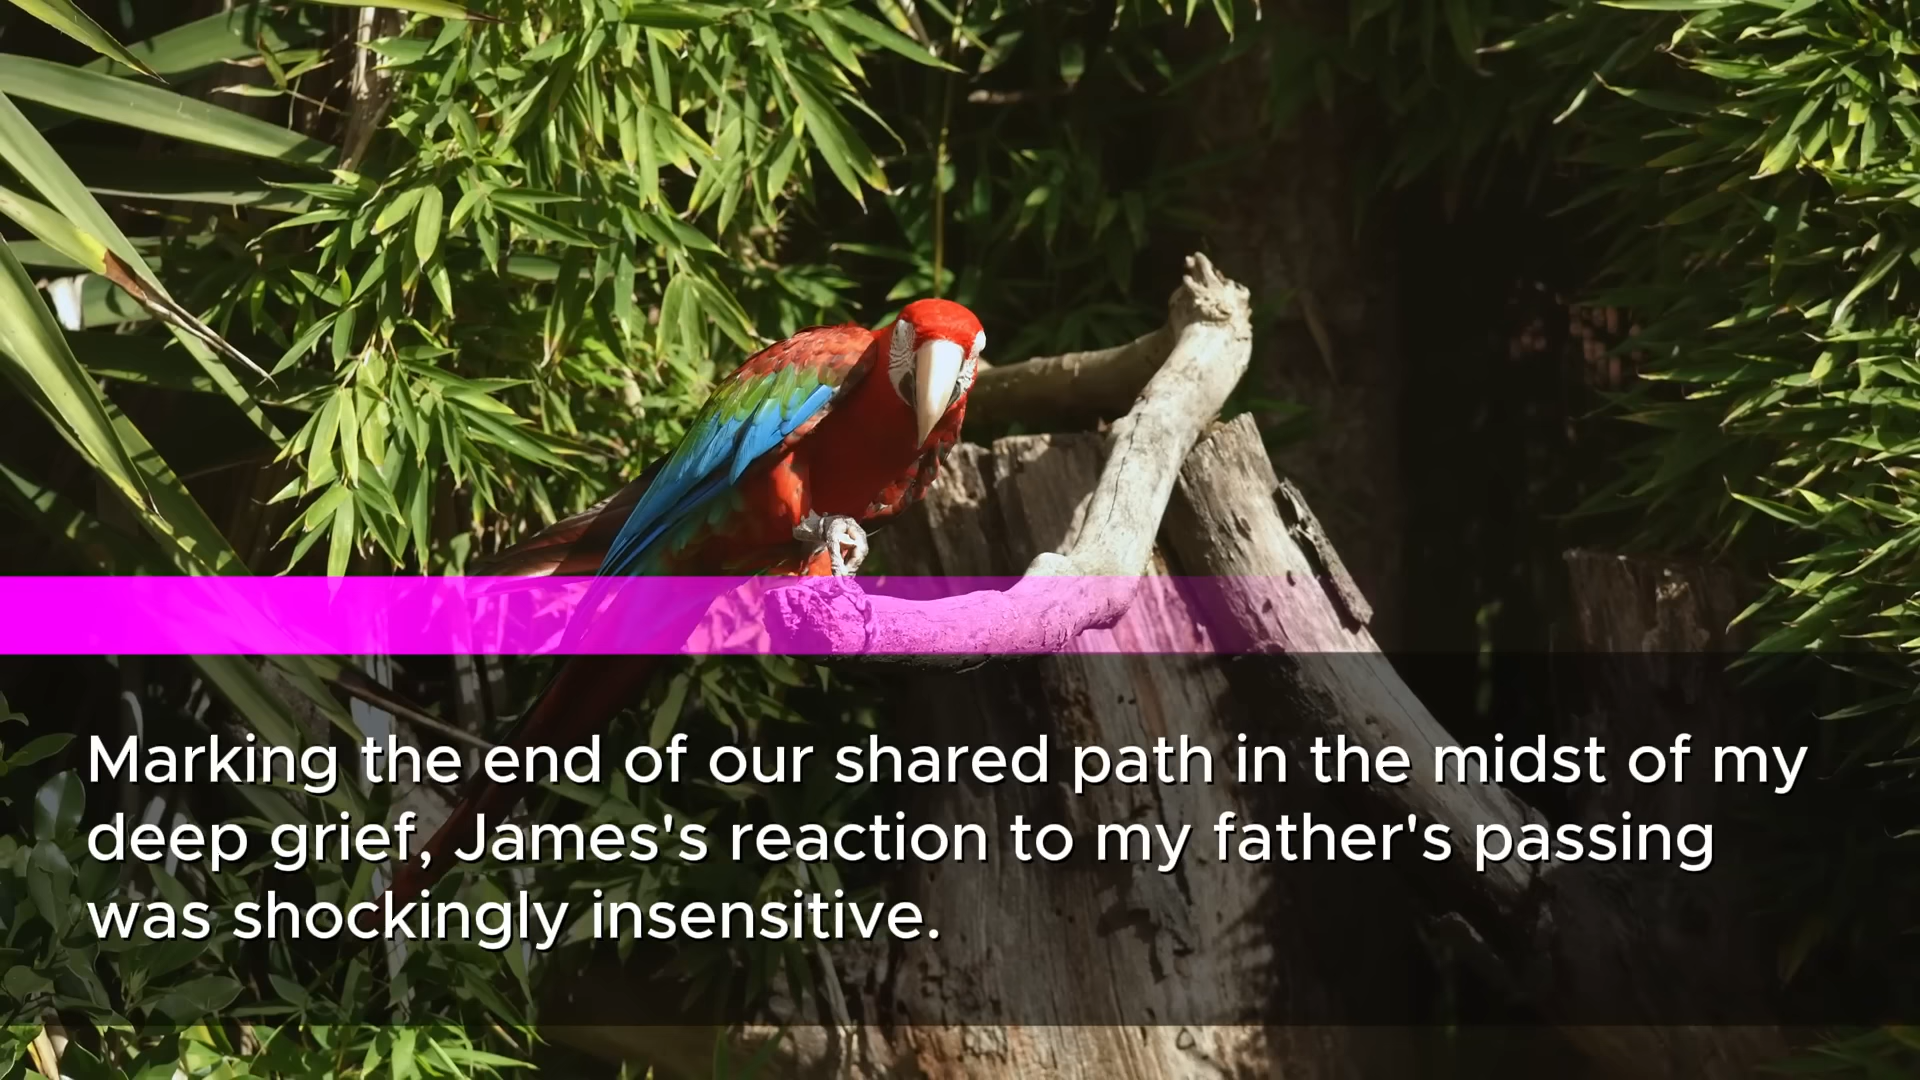 Marking the end of our shared path in the midst of my
deep grief, James's reaction to my father's passing
was shockingly insensitive.